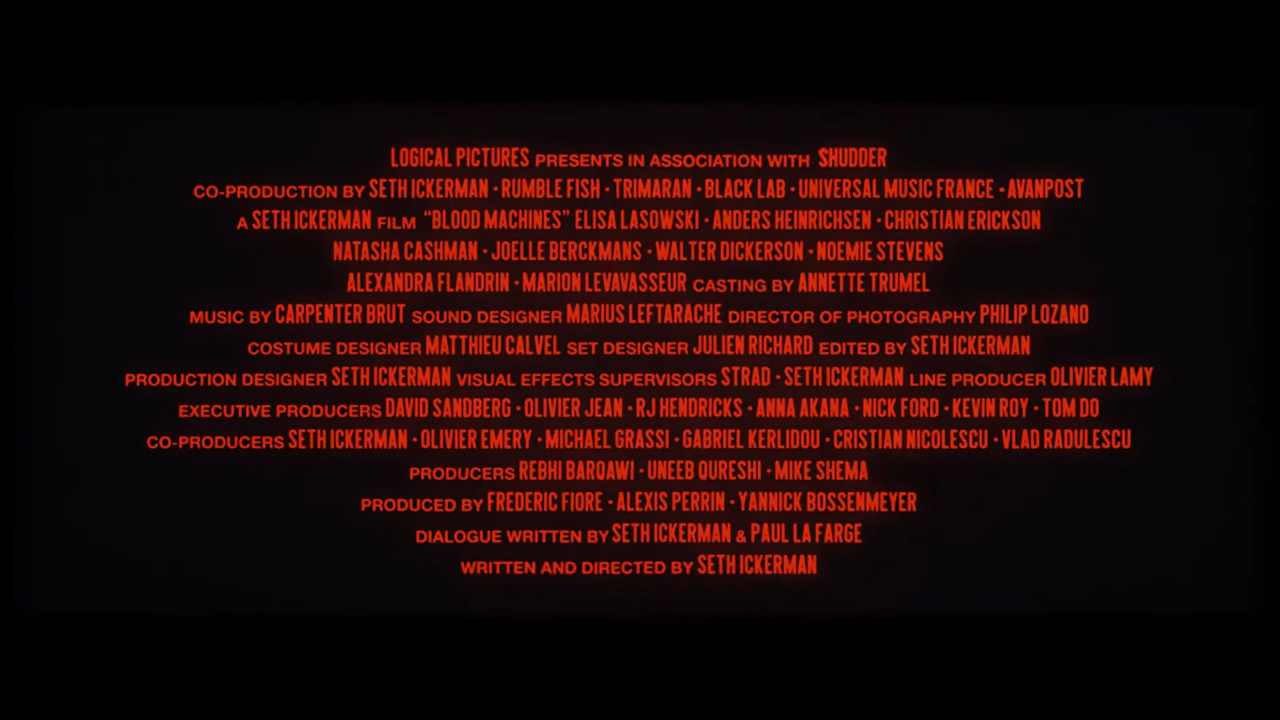 LOGICAL PICTURES PRESENTS IN ASSOCIATION WITH SHUDDER
CO-PRODUCTION BY SETH ICKERMAN · RUMBLE FISH · TRIMARAN · BLACK LAB · UNIVERSAL MUSIC FRANCE · AVANPOST
A SETH ICKERMAN FILM “BLOOD MACHINES” ELISA LASOWSKI · ANDERS HEINRICHSEN · CHRISTIAN ERICKSON
NATASHA CASHMAN · JOELLE BERCKMANS · WALTER DICKERSON · NOEMIE STEVENS
ALEXANDRA FLANDRIN · MARION LEVAVASSEUR CASTING BY ANNETTE TRUMEL
MUSIC BY CARPENTER BRUT SOUND DESIGNER MARIUS LEFTARACHE DIRECTOR OF PHOTOGRAPHY PHILIP LOZANO
COSTUME DESIGNER MATTHIEU CALVEL SET DESIGNER JULIEN RICHARD EDITED BY SETH ICKERMAN
PRODUCTION DESIGNER SETH ICKERMAN VISUAL EFFECTS SUPERVISORS STRAD · SETH ICKERMAN LINE PRODUCER OLIVIER LAMY
EXECUTIVE PRODUCERS DAVID SANDBERG · OLIVIER JEAN · RJ HENDRICKS · ANNA AKANA · NICK FORD · KEVIN ROY · TOM DO
CO-PRODUCERS SETH ICKERMAN · OLIVIER EMERY · MICHAEL GRASSI · GABRIEL KERLIDOU · CRISTIAN NICOLESCU · VLAD RADULESCU
PRODUCERS REBHI BARQAWI · UNEEB QURESHI · MIKE SHEMA
PRODUCED BY FREDERIC FIORE · ALEXIS PERRIN · YANNICK BOSSENMEYER
DIALOGUE WRITTEN BY SETH ICKERMAN & PAUL LA FARGE
WRITTEN AND DIRECTED BY SETH ICKERMAN